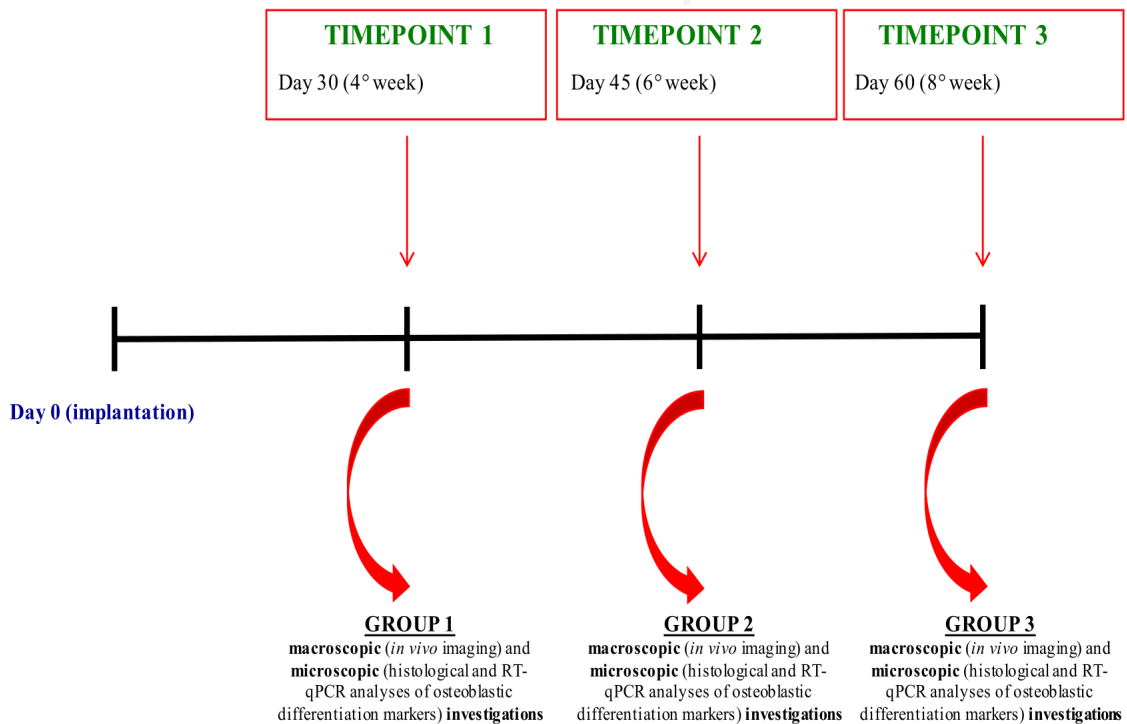 TIMEPOINT 1
Day 30 (4° week)
TIMEPOINT 2
Day 45 (6° week)
TIMEPOINT 3
Day 60 (8° week)
Day 0 (implantation)
GROUP 1
macroscopic (in vivo imaging) and
microscopic (histological and RT-
qPCR analyses of osteoblastic
differentiation markers) investigations
GROUP 2
macroscopic (in vivo imaging) and
microscopic (histological and RT-
qPCR analyses of osteoblastic
differentiation markers) investigations
GROUP 3
macroscopic (in vivo imaging) and
microscopic (histological and RT-
qPCR analyses of osteoblastic
differentiation markers) investigations